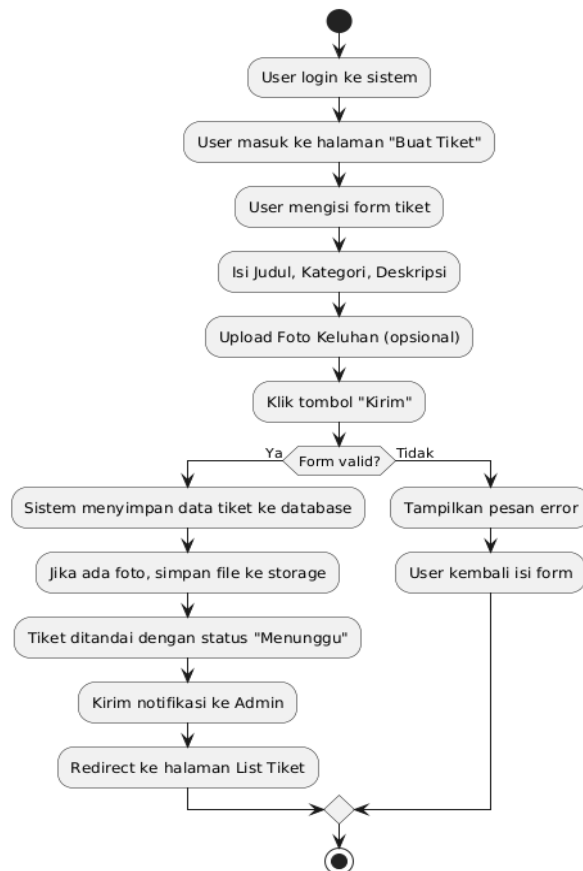 User login ke sistem
User masuk ke halaman "Buat Tiket"
User mengisi form tiket
Isi Judul, Kategori, Deskripsi
Upload Foto Keluhan (opsional)
Klik tombol "Kirim"
Ya
Form valid?
Tidak
Sistem menyimpan data tiket ke database
Tampilkan pesan error
Jika ada foto, simpan file ke storage
User kembali isi form
Tiket ditandai dengan status "Menunggu"
Kirim notifikasi ke Admin
Redirect ke halaman List Tiket